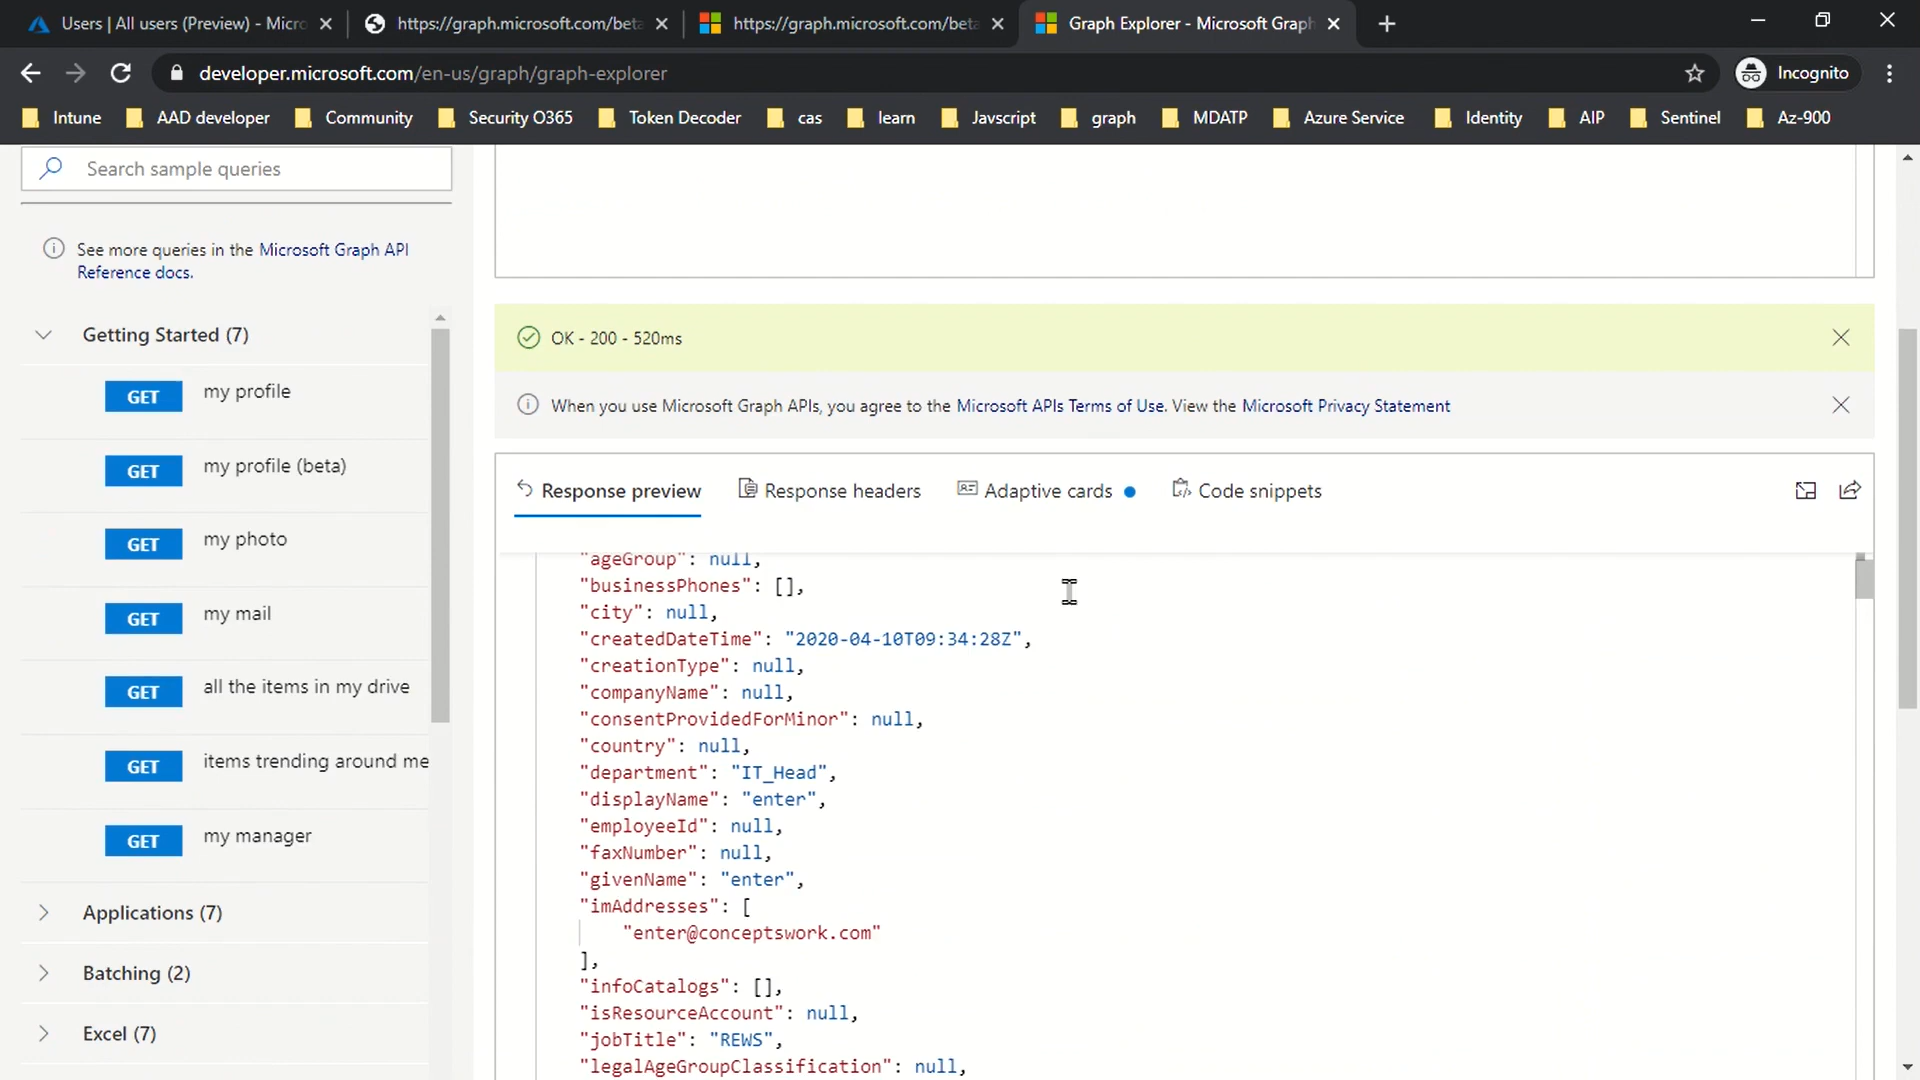 Users | All users (Preview) - Micro
https://graph.microsoft.com/beta
https://graph.microsoft.com/beta
Graph Explorer - Microsoft Graph
developer.microsoft.com/en-us/graph/graph-explorer
Incognito
Intune
AAD developer
Community
Security O365
Token Decoder
cas
learn
Javscript
graph
MDATP
Azure Service
Identity
AIP
Sentinel
Az-900
Search sample queries
See more queries in the Microsoft Graph API
Reference docs.
Getting Started (7)
GET my profile
GET my profile (beta)
GET my photo
GET my mail
GET all the items in my drive
GET items trending around me
GET my manager
Applications (7)
Batching (2)
Excel (7)
OK - 200 - 520ms
When you use Microsoft Graph APIs, you agree to the Microsoft APIs Terms of Use. View the Microsoft Privacy Statement
Response preview
Response headers
Adaptive cards
Code snippets
"ageGroup": null,
"businessPhones": [],
"city": null,
"createdDateTime": "2020-04-10T09:34:28Z",
"creationType": null,
"companyName": null,
"consentProvidedForMinor": null,
"country": null,
"department": "IT_Head",
"displayName": "enter",
"employeeId": null,
"faxNumber": null,
"givenName": "enter",
"imAddresses": [
"enter@conceptswork.com"
],
"infoCatalogs": [],
"isResourceAccount": null,
"jobTitle": "REWS",
"legalAgeGroupClassification": null,